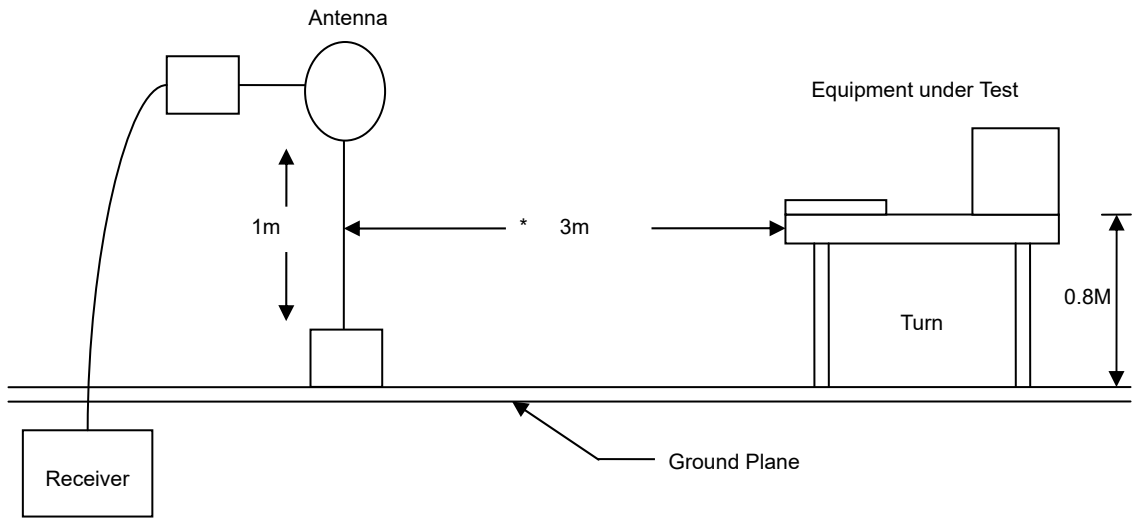 Antenna
Equipment under Test
1m
* 3m
0.8M
Turn
Ground Plane
Receiver